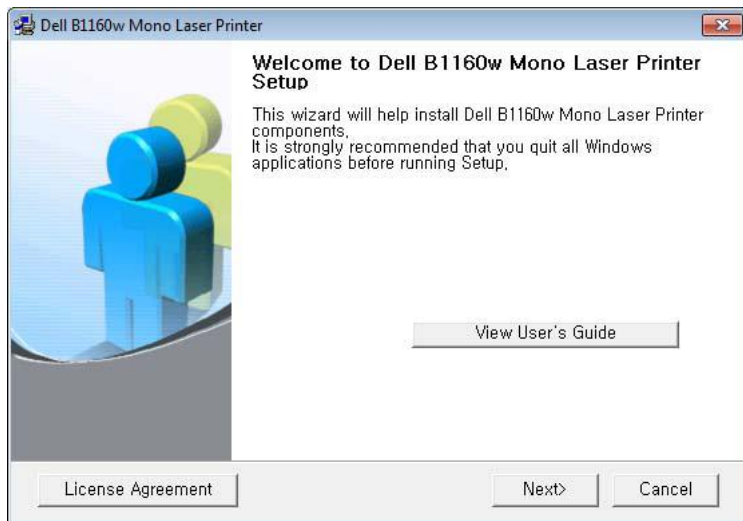 Dell B1160w Mono Laser Printer
Welcome to Dell B1160w Mono Laser Printer
Setup
This wizard will help install Dell B1160w Mono Laser Printer
components,
It is strongly recommended that you quit all Windows
applications before running Setup,
View User's Guide
License Agreement
Next>
Cancel